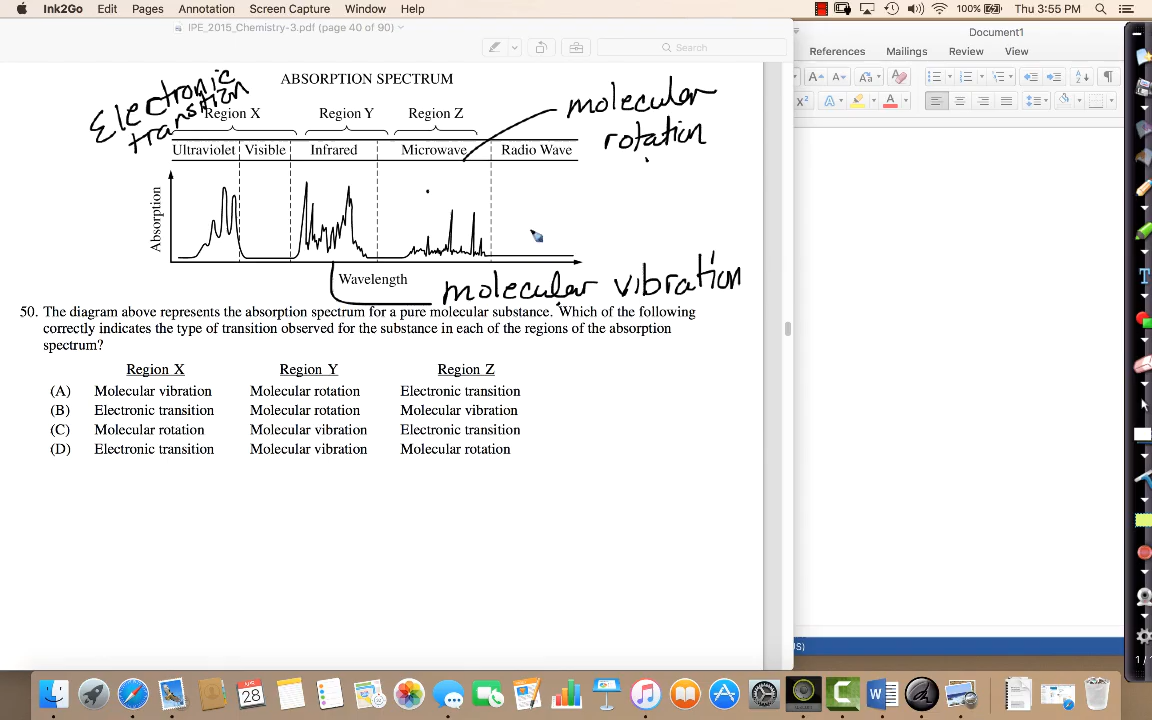 Ink2Go Edit Pages Annotation Screen Capture Window Help 100% Thu 3:55 PM
IPE_2015_Chemistry-3.pdf (page 40 of 90)
Document1
Search
References Mailings Review View
ABSORPTION SPECTRUM
Electronic
transition
molecular
rotation
Region X Region Y Region Z
Ultraviolet Visible Infrared Microwave Radio Wave
Absorption
Wavelength
molecular vibration
50. The diagram above represents the absorption spectrum for a pure molecular substance. Which of the following
correctly indicates the type of transition observed for the substance in each of the regions of the absorption
spectrum?
Region X Region Y Region Z
(A) Molecular vibration Molecular rotation Electronic transition
(B) Electronic transition Molecular rotation Molecular vibration
(C) Molecular rotation Molecular vibration Electronic transition
(D) Electronic transition Molecular vibration Molecular rotation
APR
28